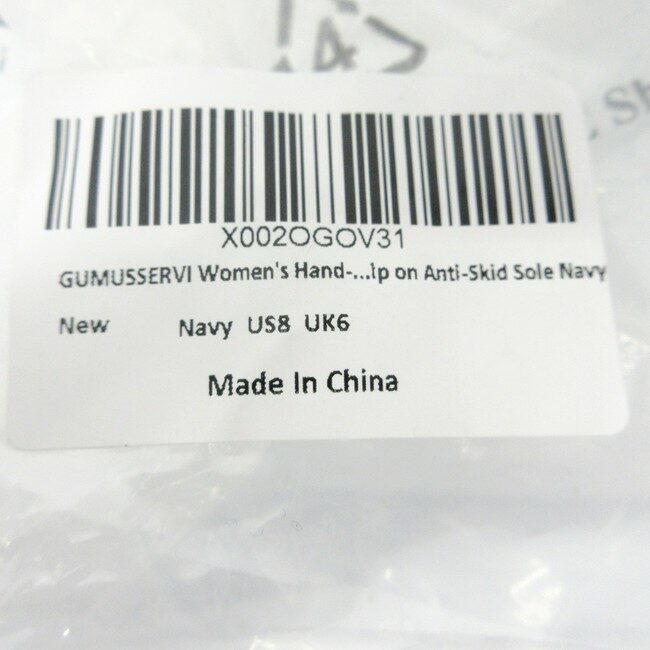 X002OGOV31
GUMUSSERVI Women's Hand-...ip on Anti-Skid Sole Navy
New Navy US8 UK6
Made In China